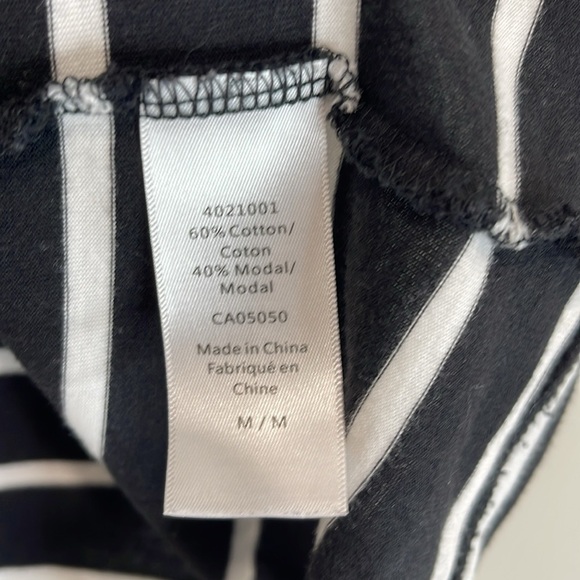 4021001
60% Cotton/
Coton
40% Modal/
Modal
CA05050
Made in China
Fabriqué en
Chine
M / M